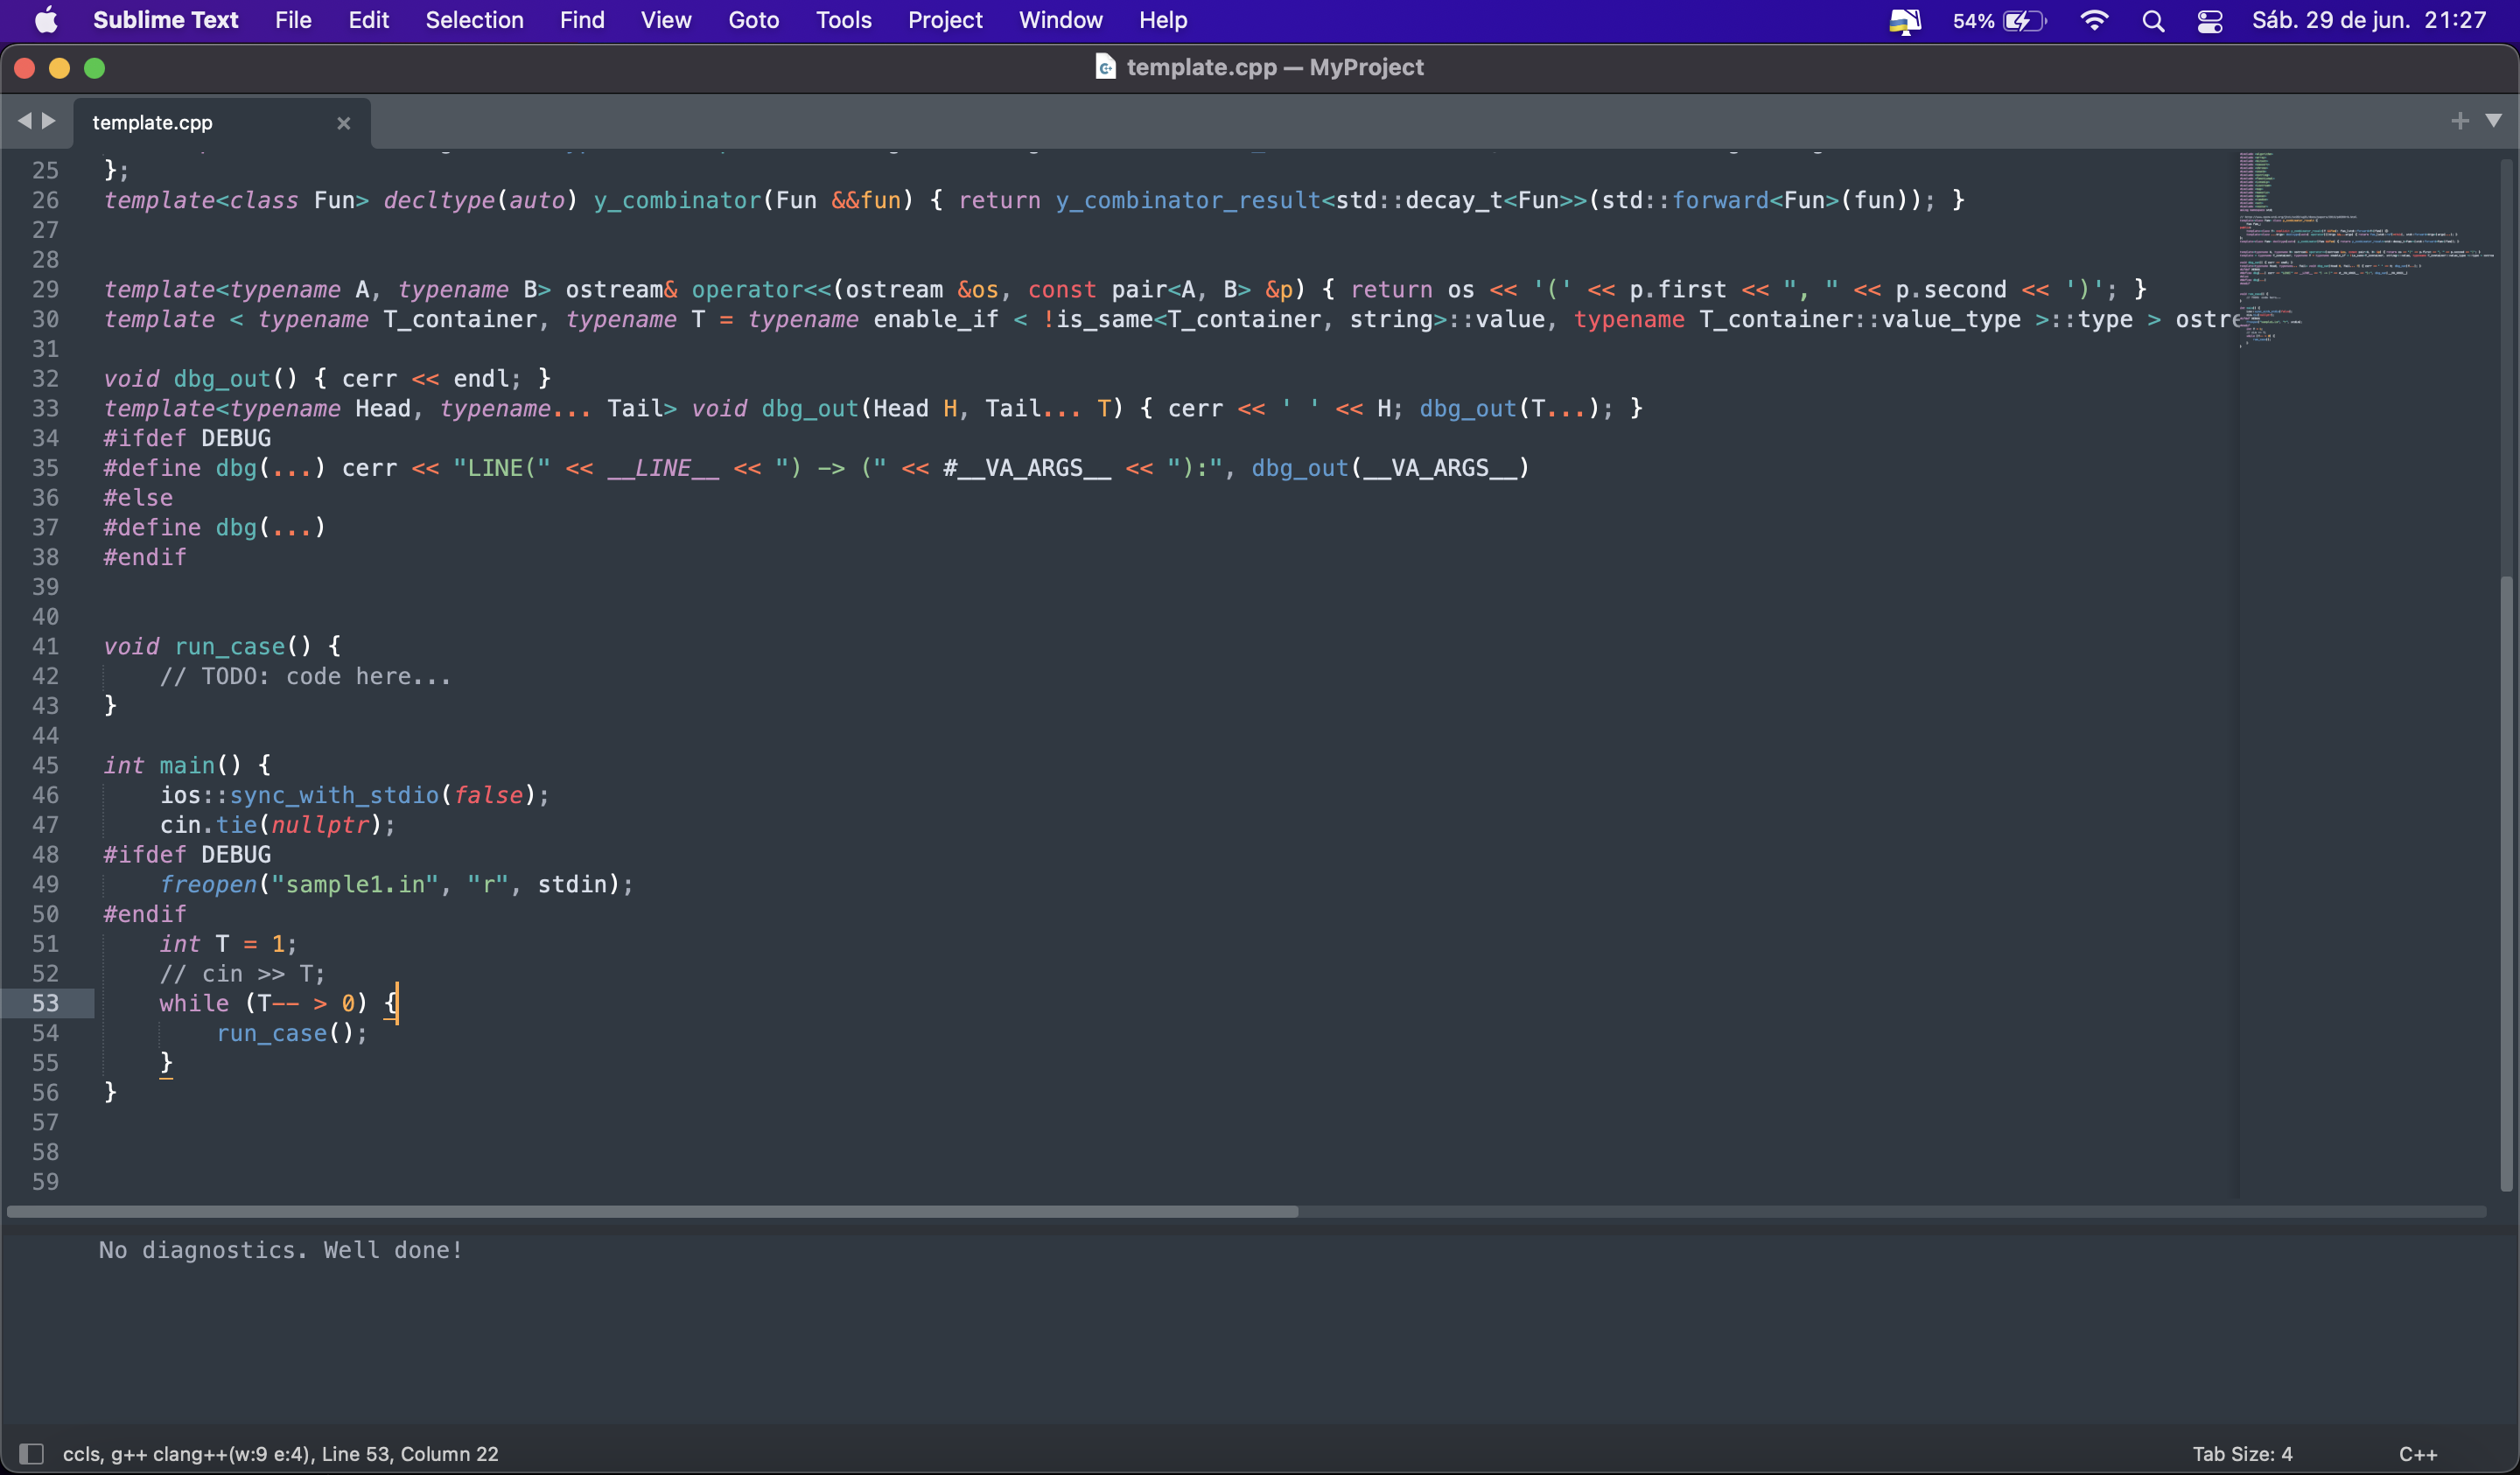 Sublime Text File Edit Selection Find View Goto Tools Project Window Help 54% Sáb. 29 de jun. 21:27
template.cpp — MyProject
template.cpp
25 };
26 template<class Fun> decltype(auto) y_combinator(Fun &&fun) { return y_combinator_result<std::decay_t<Fun>>(std::forward<Fun>(fun)); }
27
28
29 template<typename A, typename B> ostream& operator<<(ostream &os, const pair<A, B> &p) { return os << '(' << p.first << ", " << p.second << ')'; }
30 template < typename T_container, typename T = typename enable_if < !is_same<T_container, string>::value, typename T_container::value_type >::type > ostre
31
32 void dbg_out() { cerr << endl; }
33 template<typename Head, typename... Tail> void dbg_out(Head H, Tail... T) { cerr << ' ' << H; dbg_out(T...); }
34 #ifdef DEBUG
35 #define dbg(...) cerr << "LINE(" << __LINE__ << ") -> (" << #__VA_ARGS__ << "):", dbg_out(__VA_ARGS__)
36 #else
37 #define dbg(...)
38 #endif
39
40
41 void run_case() {
42     // TODO: code here...
43 }
44
45 int main() {
46     ios::sync_with_stdio(false);
47     cin.tie(nullptr);
48 #ifdef DEBUG
49     freopen("sample1.in", "r", stdin);
50 #endif
51     int T = 1;
52     // cin >> T;
53     while (T-- > 0) {
54         run_case();
55     }
56 }
57
58
59
No diagnostics. Well done!
ccls, g++ clang++(w:9 e:4), Line 53, Column 22 Tab Size: 4 C++